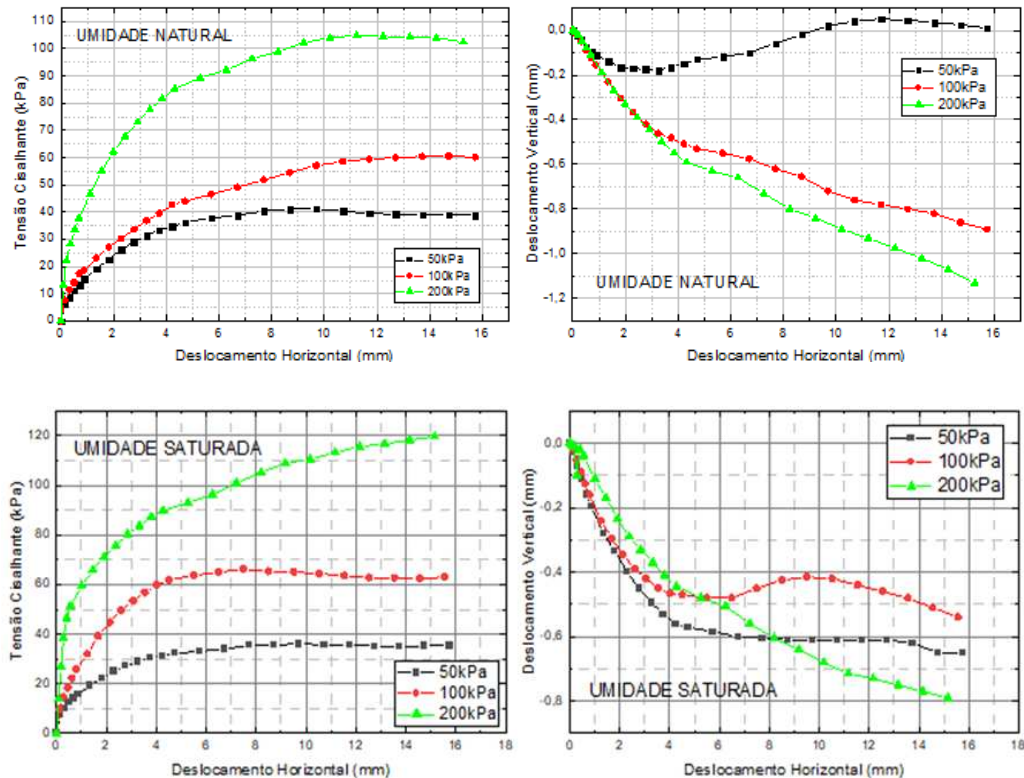 UMIDADE NATURAL
Tensão Cisalhante (kPa)
110
100
90
80
70
60
50
40
30
20
10
0
0 2 4 6 8 10 12 14 16
Deslocamento Horizontal (mm)
50kPa
100kPa
200kPa
Deslocamento Vertical (mm)
0,0
-0,2
-0,4
-0,6
-0,8
-1,0
-1,2
0 2 4 6 8 10 12 14 16
Deslocamento Horizontal (mm)
50kPa
100kPa
200kPa
UMIDADE NATURAL
UMIDADE SATURADA
Tensão Cisalhante (kPa)
120
100
80
60
40
20
0
0 2 4 6 8 10 12 14 16 18
Deslocamento Horizontal (mm)
50kPa
100kPa
200kPa
Deslocamento Vertical (mm)
0,0
-0,2
-0,4
-0,6
-0,8
0 2 4 6 8 10 12 14 16 18
Deslocamento Horizontal (mm)
50kPa
100kPa
200kPa
UMIDADE SATURADA